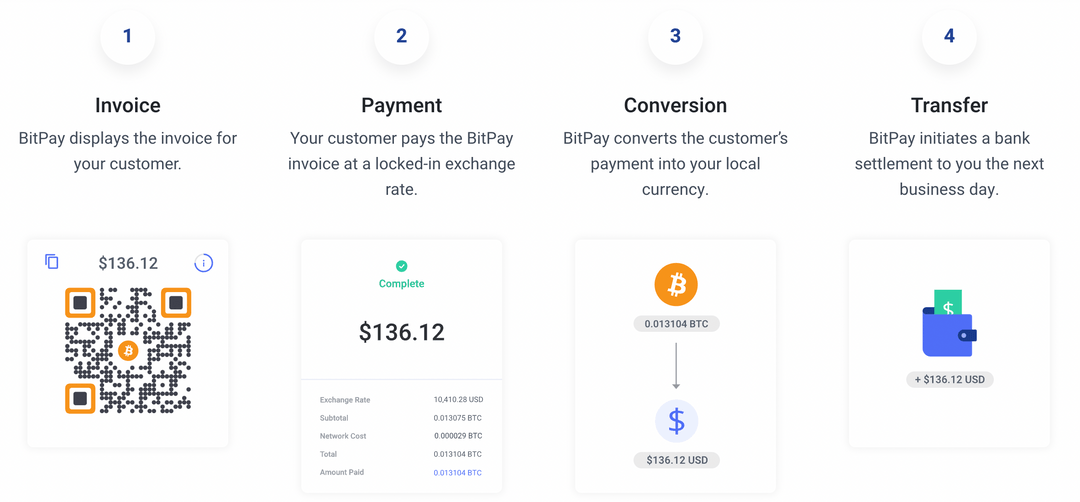 1
Invoice
BitPay displays the invoice for
your customer.
$136.12
2
Payment
Your customer pays the BitPay
invoice at a locked-in exchange
rate.
Complete
$136.12
Exchange Rate 10,410.28 USD
Subtotal 0.013075 BTC
Network Cost 0.000029 BTC
Total 0.013104 BTC
Amount Paid 0.013104 BTC
3
Conversion
BitPay converts the customer’s
payment into your local
currency.
0.013104 BTC
$
$136.12 USD
4
Transfer
BitPay initiates a bank
settlement to you the next
business day.
$
+ $136.12 USD